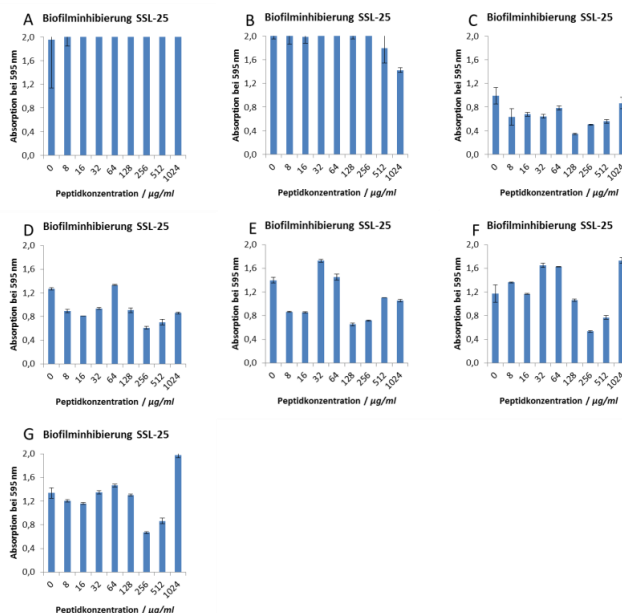 A Biofilminhibierung SSL-25
Absorption bei 595 nm
2,0
1,6
1,2
0,8
0,4
0,0
0 8 16 32 64 128 256 512 1024
Peptidkonzentration / µg/ml
B Biofilminhibierung SSL-25
Absorption bei 595 nm
2,0
1,6
1,2
0,8
0,4
0,0
0 8 16 32 64 128 256 512 1024
Peptidkonzentration / µg/ml
C Biofilminhibierung SSL-25
Absorption bei 595 nm
2,0
1,6
1,2
0,8
0,4
0,0
0 8 16 32 64 128 256 512 1024
Peptidkonzentration / µg/ml
D Biofilminhibierung SSL-25
Absorption bei 595 nm
2,0
1,6
1,2
0,8
0,4
0,0
0 8 16 32 64 128 256 512 1024
Peptidkonzentration / µg/ml
E Biofilminhibierung SSL-25
Absorption bei 595 nm
2,0
1,6
1,2
0,8
0,4
0,0
0 8 16 32 64 128 256 512 1024
Peptidkonzentration / µg/ml
F Biofilminhibierung SSL-25
Absorption bei 595 nm
2,0
1,6
1,2
0,8
0,4
0,0
0 8 16 32 64 128 256 512 1024
Peptidkonzentration / µg/ml
G Biofilminhibierung SSL-25
Absorption bei 595 nm
2,0
1,6
1,2
0,8
0,4
0,0
0 8 16 32 64 128 256 512 1024
Peptidkonzentration / µg/ml